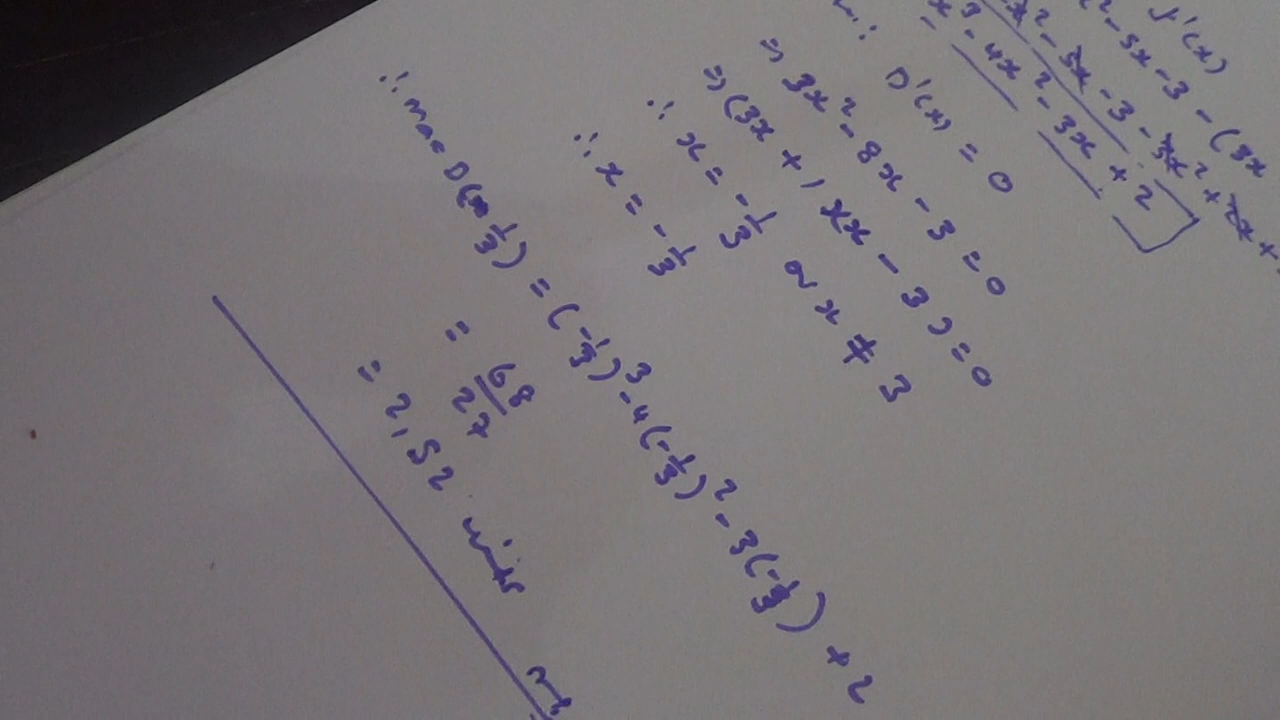 f'(x)
² - 5x - 3 - (3x
x² - 3x - 3 - 3x² + 2x +
x³ - 4x² - 3x + 2
D'(x) = 0
⇒ 3x² - 8x - 3 = 0
⇒ (3x + 1)(x - 3) = 0
∴ x = -1/3 or x ≠ 3
∴ x = -1/3
∴ max D(-1/3) = (-1/3)³ - 4(-1/3)² - 3(-1/3) + 2
= 68/27
= 2,52 units